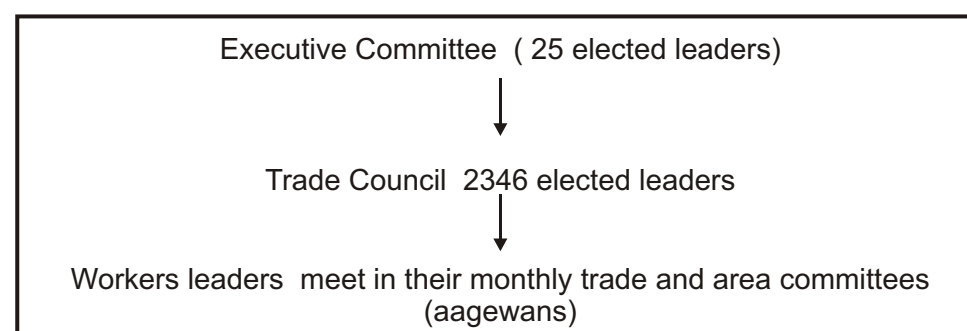 Executive Committee ( 25 elected leaders)
Trade Council 2346 elected leaders
Workers leaders meet in their monthly trade and area committees
(aagewans)